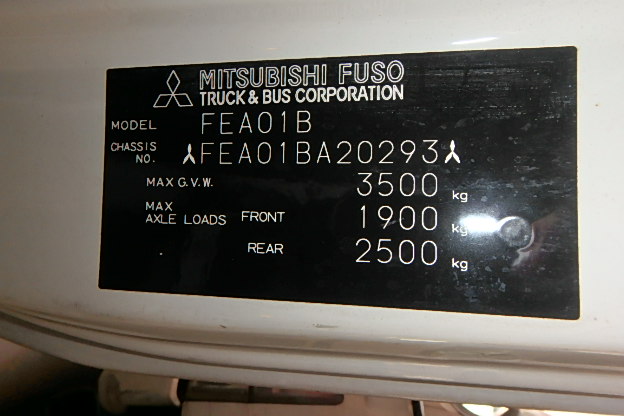 MITSUBISHI FUSO
TRUCK & BUS CORPORATION
MODEL FEA01B
CHASSIS NO. FEA01BA20293
MAX G.V.W. 3500 kg
MAX AXLE LOADS FRONT 1900 kg
REAR 2500 kg